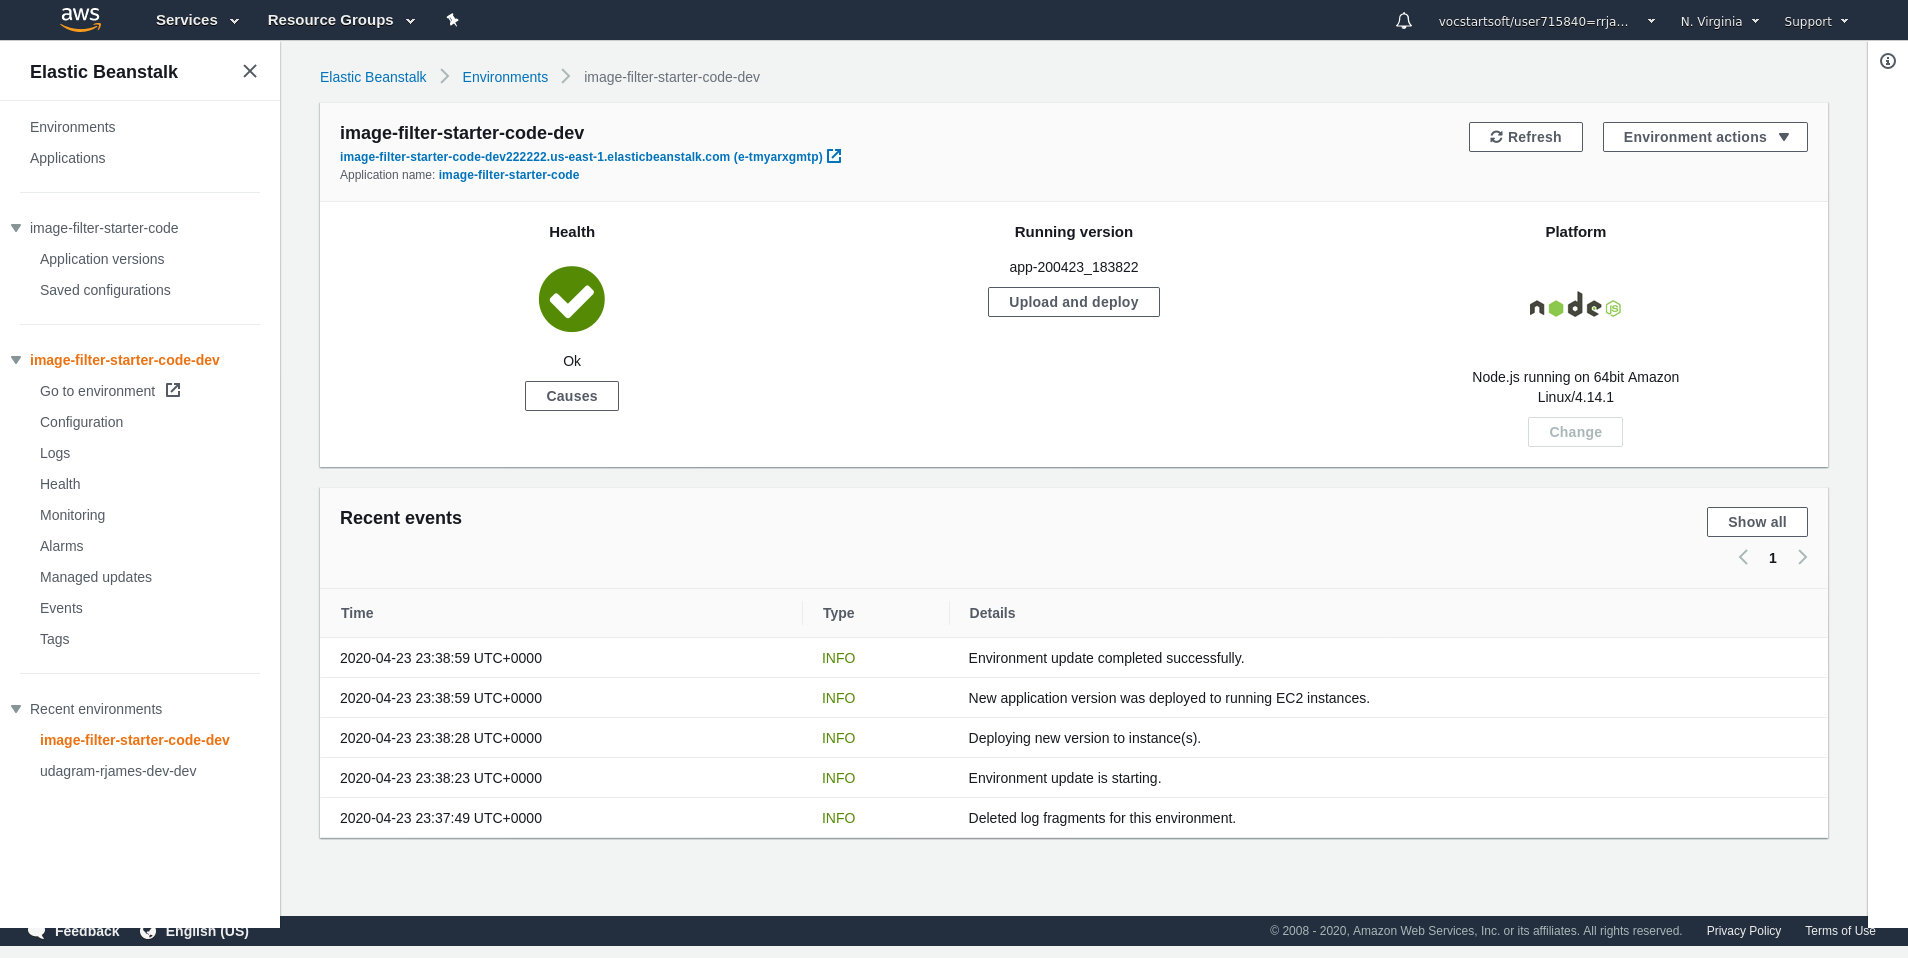 aws Services Resource Groups vocstartsoft/user715840=rrja... N. Virginia Support
Elastic Beanstalk
Environments
Applications
image-filter-starter-code
Application versions
Saved configurations
image-filter-starter-code-dev
Go to environment
Configuration
Logs
Health
Monitoring
Alarms
Managed updates
Events
Tags
Recent environments
image-filter-starter-code-dev
udagram-rjames-dev-dev
Elastic Beanstalk Environments image-filter-starter-code-dev
image-filter-starter-code-dev
image-filter-starter-code-dev222222.us-east-1.elasticbeanstalk.com (e-tmyarxgmtp)
Application name: image-filter-starter-code
Refresh Environment actions
Health
Ok
Causes
Running version
app-200423_183822
Upload and deploy
Platform
node JS
Node.js running on 64bit Amazon
Linux/4.14.1
Change
Recent events
Show all
1
Time Type Details
2020-04-23 23:38:59 UTC+0000 INFO Environment update completed successfully.
2020-04-23 23:38:59 UTC+0000 INFO New application version was deployed to running EC2 instances.
2020-04-23 23:38:28 UTC+0000 INFO Deploying new version to instance(s).
2020-04-23 23:38:23 UTC+0000 INFO Environment update is starting.
2020-04-23 23:37:49 UTC+0000 INFO Deleted log fragments for this environment.
Feedback English (US) © 2008 - 2020, Amazon Web Services, Inc. or its affiliates. All rights reserved. Privacy Policy Terms of Use